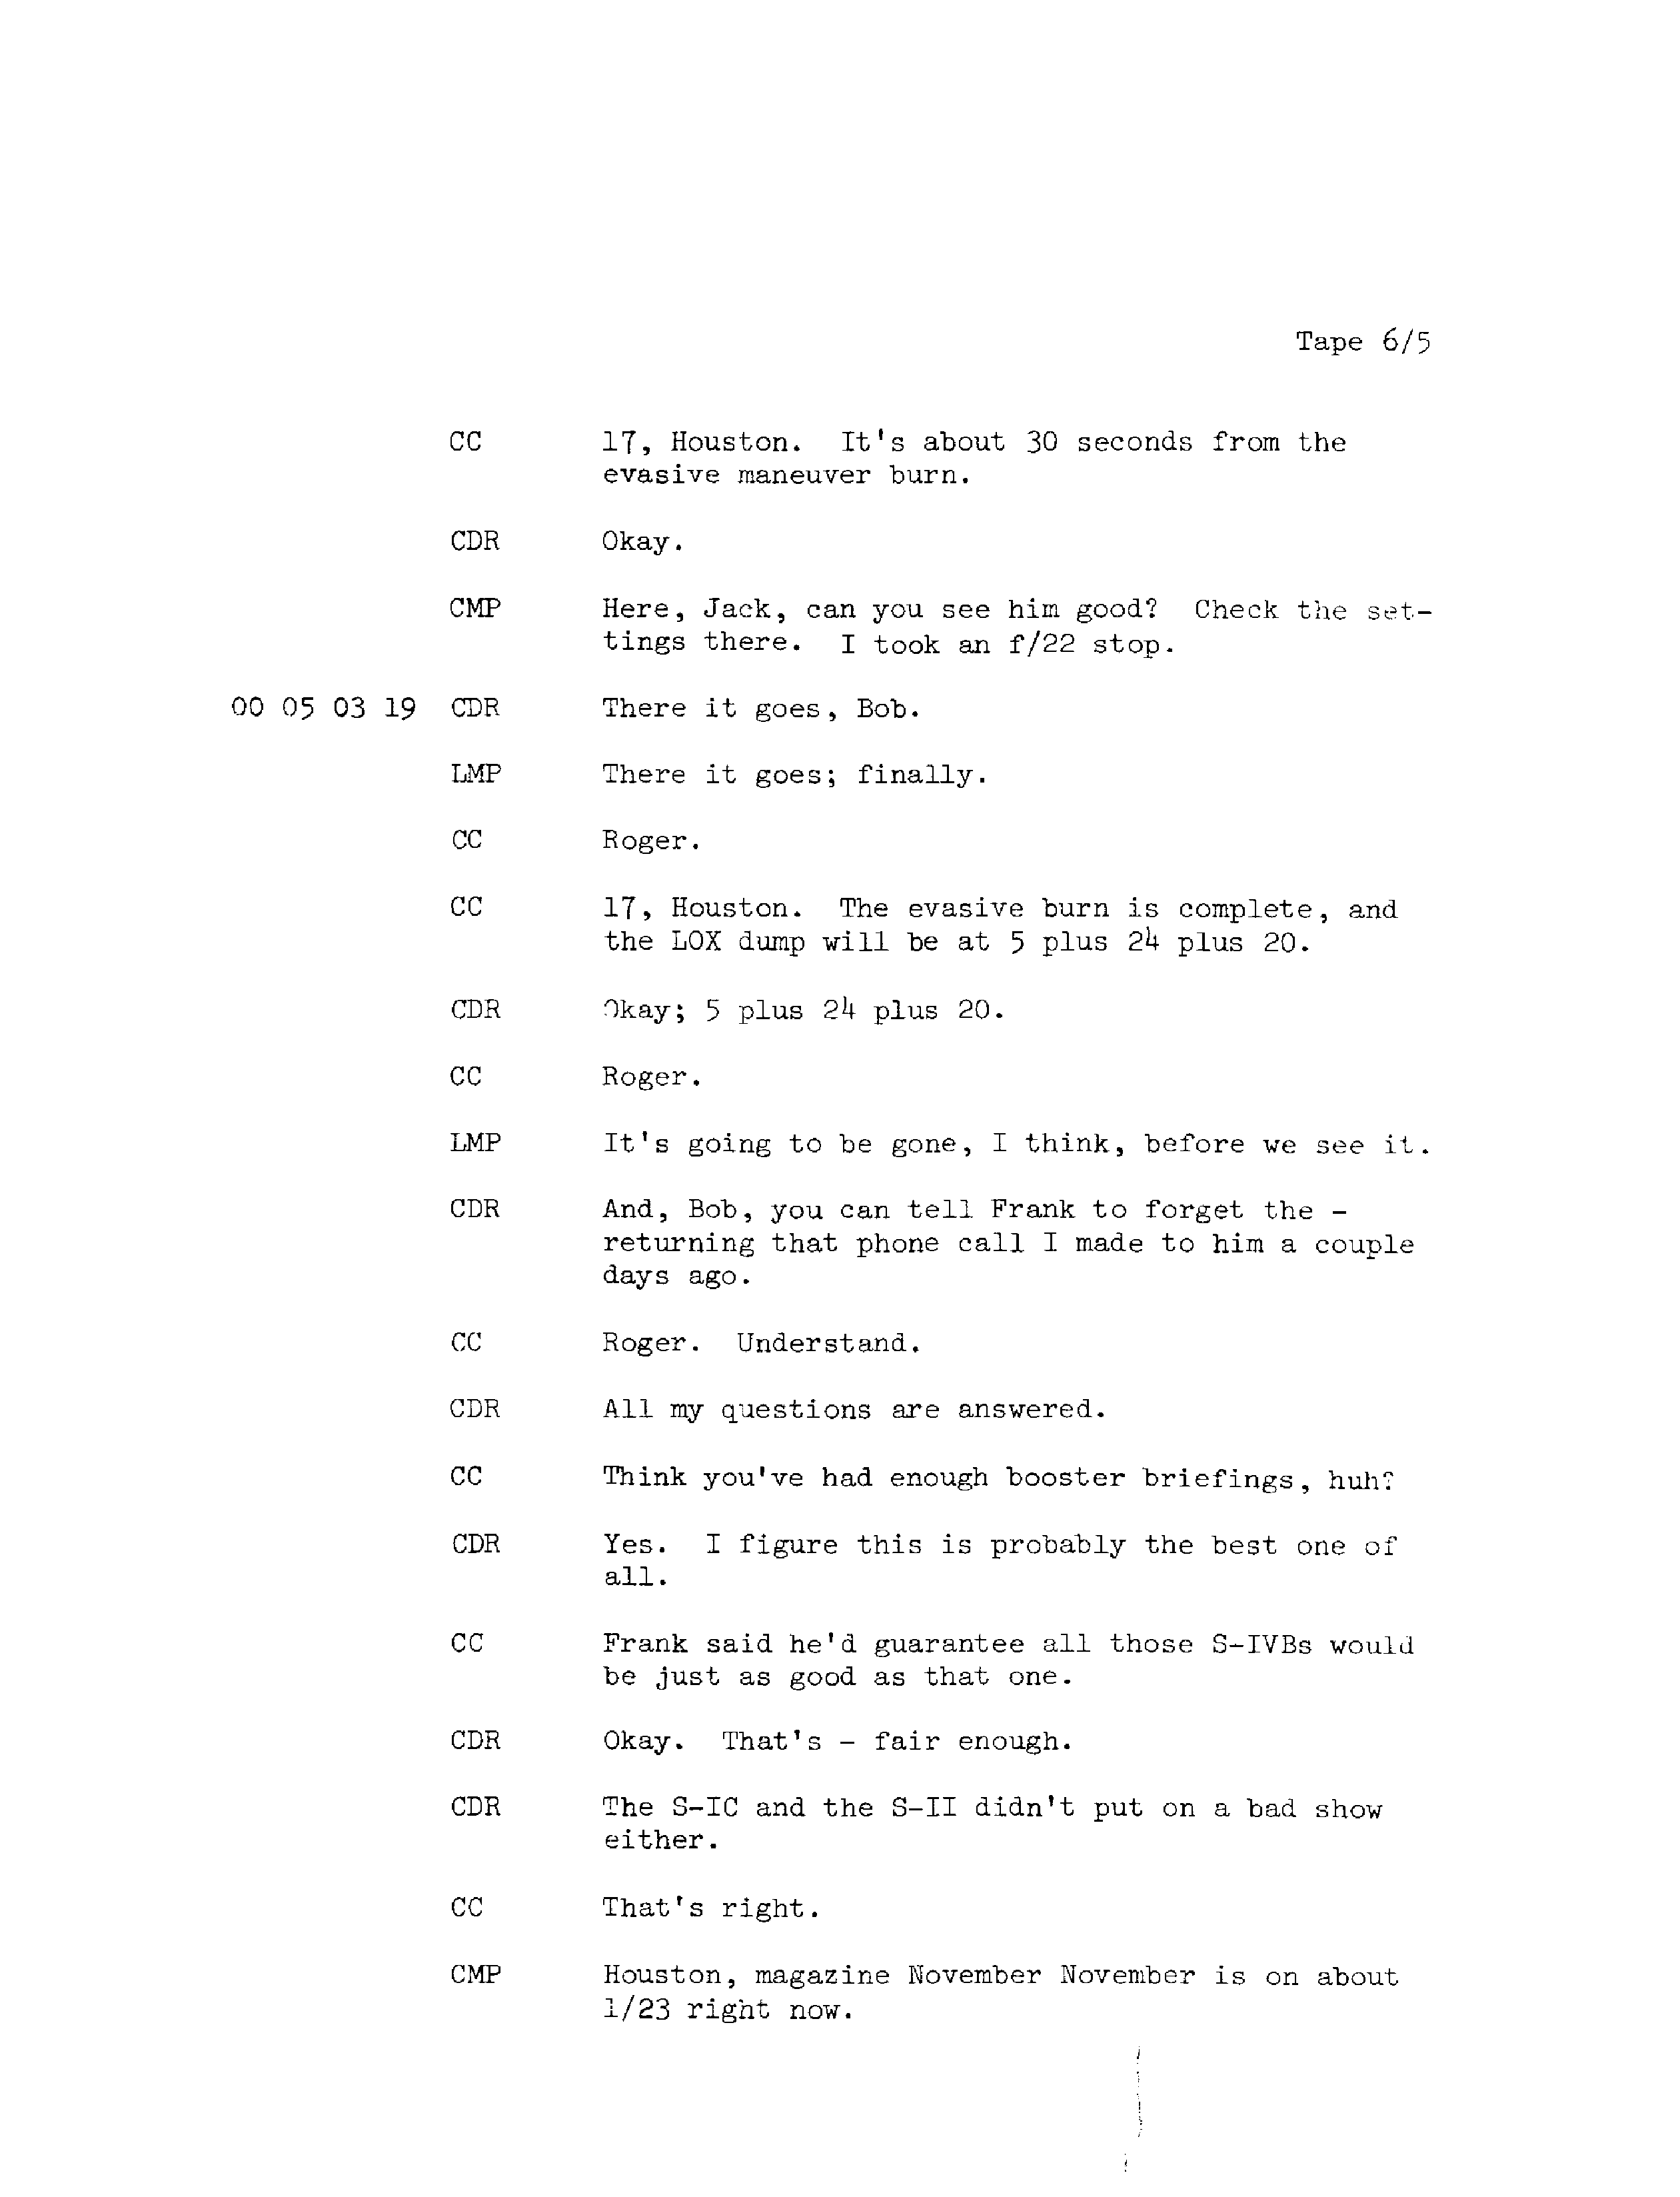 Tape 6/5
CC 17, Houston. It's about 30 seconds from the
evasive maneuver burn.
CDR Okay.
CMP Here, Jack, can you see him good? Check the set-
tings there. I took an f/22 stop.
00 05 03 19 CDR There it goes, Bob.
LMP There it goes; finally.
CC Roger.
CC 17, Houston. The evasive burn is complete, and
the LOX dump will be at 5 plus 24 plus 20.
CDR Okay; 5 plus 24 plus 20.
CC Roger.
LMP It's going to be gone, I think, before we see it.
CDR And, Bob, you can tell Frank to forget the -
returning that phone call I made to him a couple
days ago.
CC Roger. Understand.
CDR All my questions are answered.
CC Think you've had enough booster briefings, huh?
CDR Yes. I figure this is probably the best one of
all.
CC Frank said he'd guarantee all those S-IVBs would
be just as good as that one.
CDR Okay. That's - fair enough.
CDR The S-IC and the S-II didn't put on a bad show
either.
CC That's right.
CMP Houston, magazine November November is on about
1/23 right now.